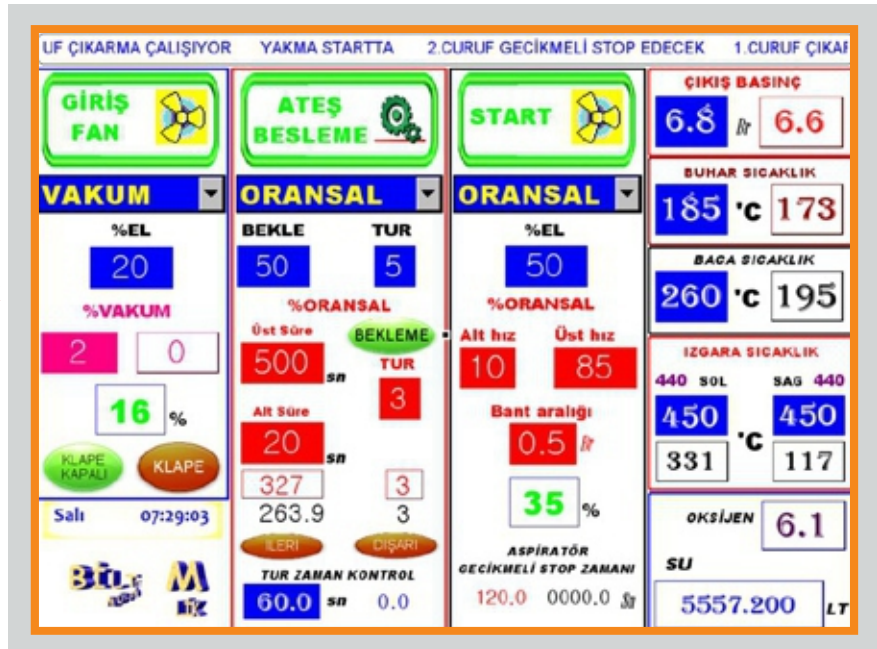 UF ÇIKARMA ÇALIŞIYOR YAKMA STARTTA 2.CURUF GECİKMELİ STOP EDECEK 1.CURUF ÇIKAR
GİRİŞ
FAN
VAKUM
%EL
20
%VAKUM
2 0
16 %
KLAPE
KAPALI
KLAPE
Salı 07:29:03
ATEŞ
BESLEME
ORANSAL
BEKLE TUR
50 5
%ORANSAL
Üst Süre BEKLEME
500 sn
TUR
3
Alt Süre
20 sn
327 3
263.9 3
İLERİ DIŞARI
TUR ZAMAN KONTROL
60.0 sn 0.0
START
ORANSAL
%EL
50
%ORANSAL
Alt hız Üst hız
10 85
Bant aralığı
0.5 Br
35 %
ASPİRATÖR
GECİKMELİ STOP ZAMANI
120.0 0000.0 Sn
ÇIKIŞ BASINÇ
6.8 Br 6.6
BUHAR SICAKLIK
185 'C 173
BACA SICAKLIK
260 'C 195
IZGARA SICAKLIK
440 SOL SAG 440
450 450
'C
331 117
OKSİJEN 6.1
SU
5557.200 LT